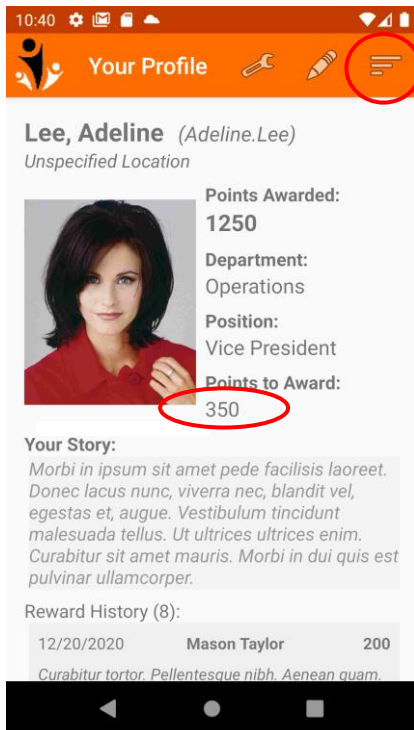 10:40
Your Profile
Lee, Adeline (Adeline.Lee)
Unspecified Location
Points Awarded:
1250
Department:
Operations
Position:
Vice President
Points to Award:
350
Your Story:
Morbi in ipsum sit amet pede facilisis laoreet.
Donec lacus nunc, viverra nec, blandit vel,
egestas et, augue. Vestibulum tincidunt
malesuada tellus. Ut ultrices ultrices enim.
Curabitur sit amet mauris. Morbi in dui quis est
pulvinar ullamcorper.
Reward History (8):
12/20/2020 Mason Taylor 200
Curabitur tortor. Pellentesque nibh. Aenean quam.